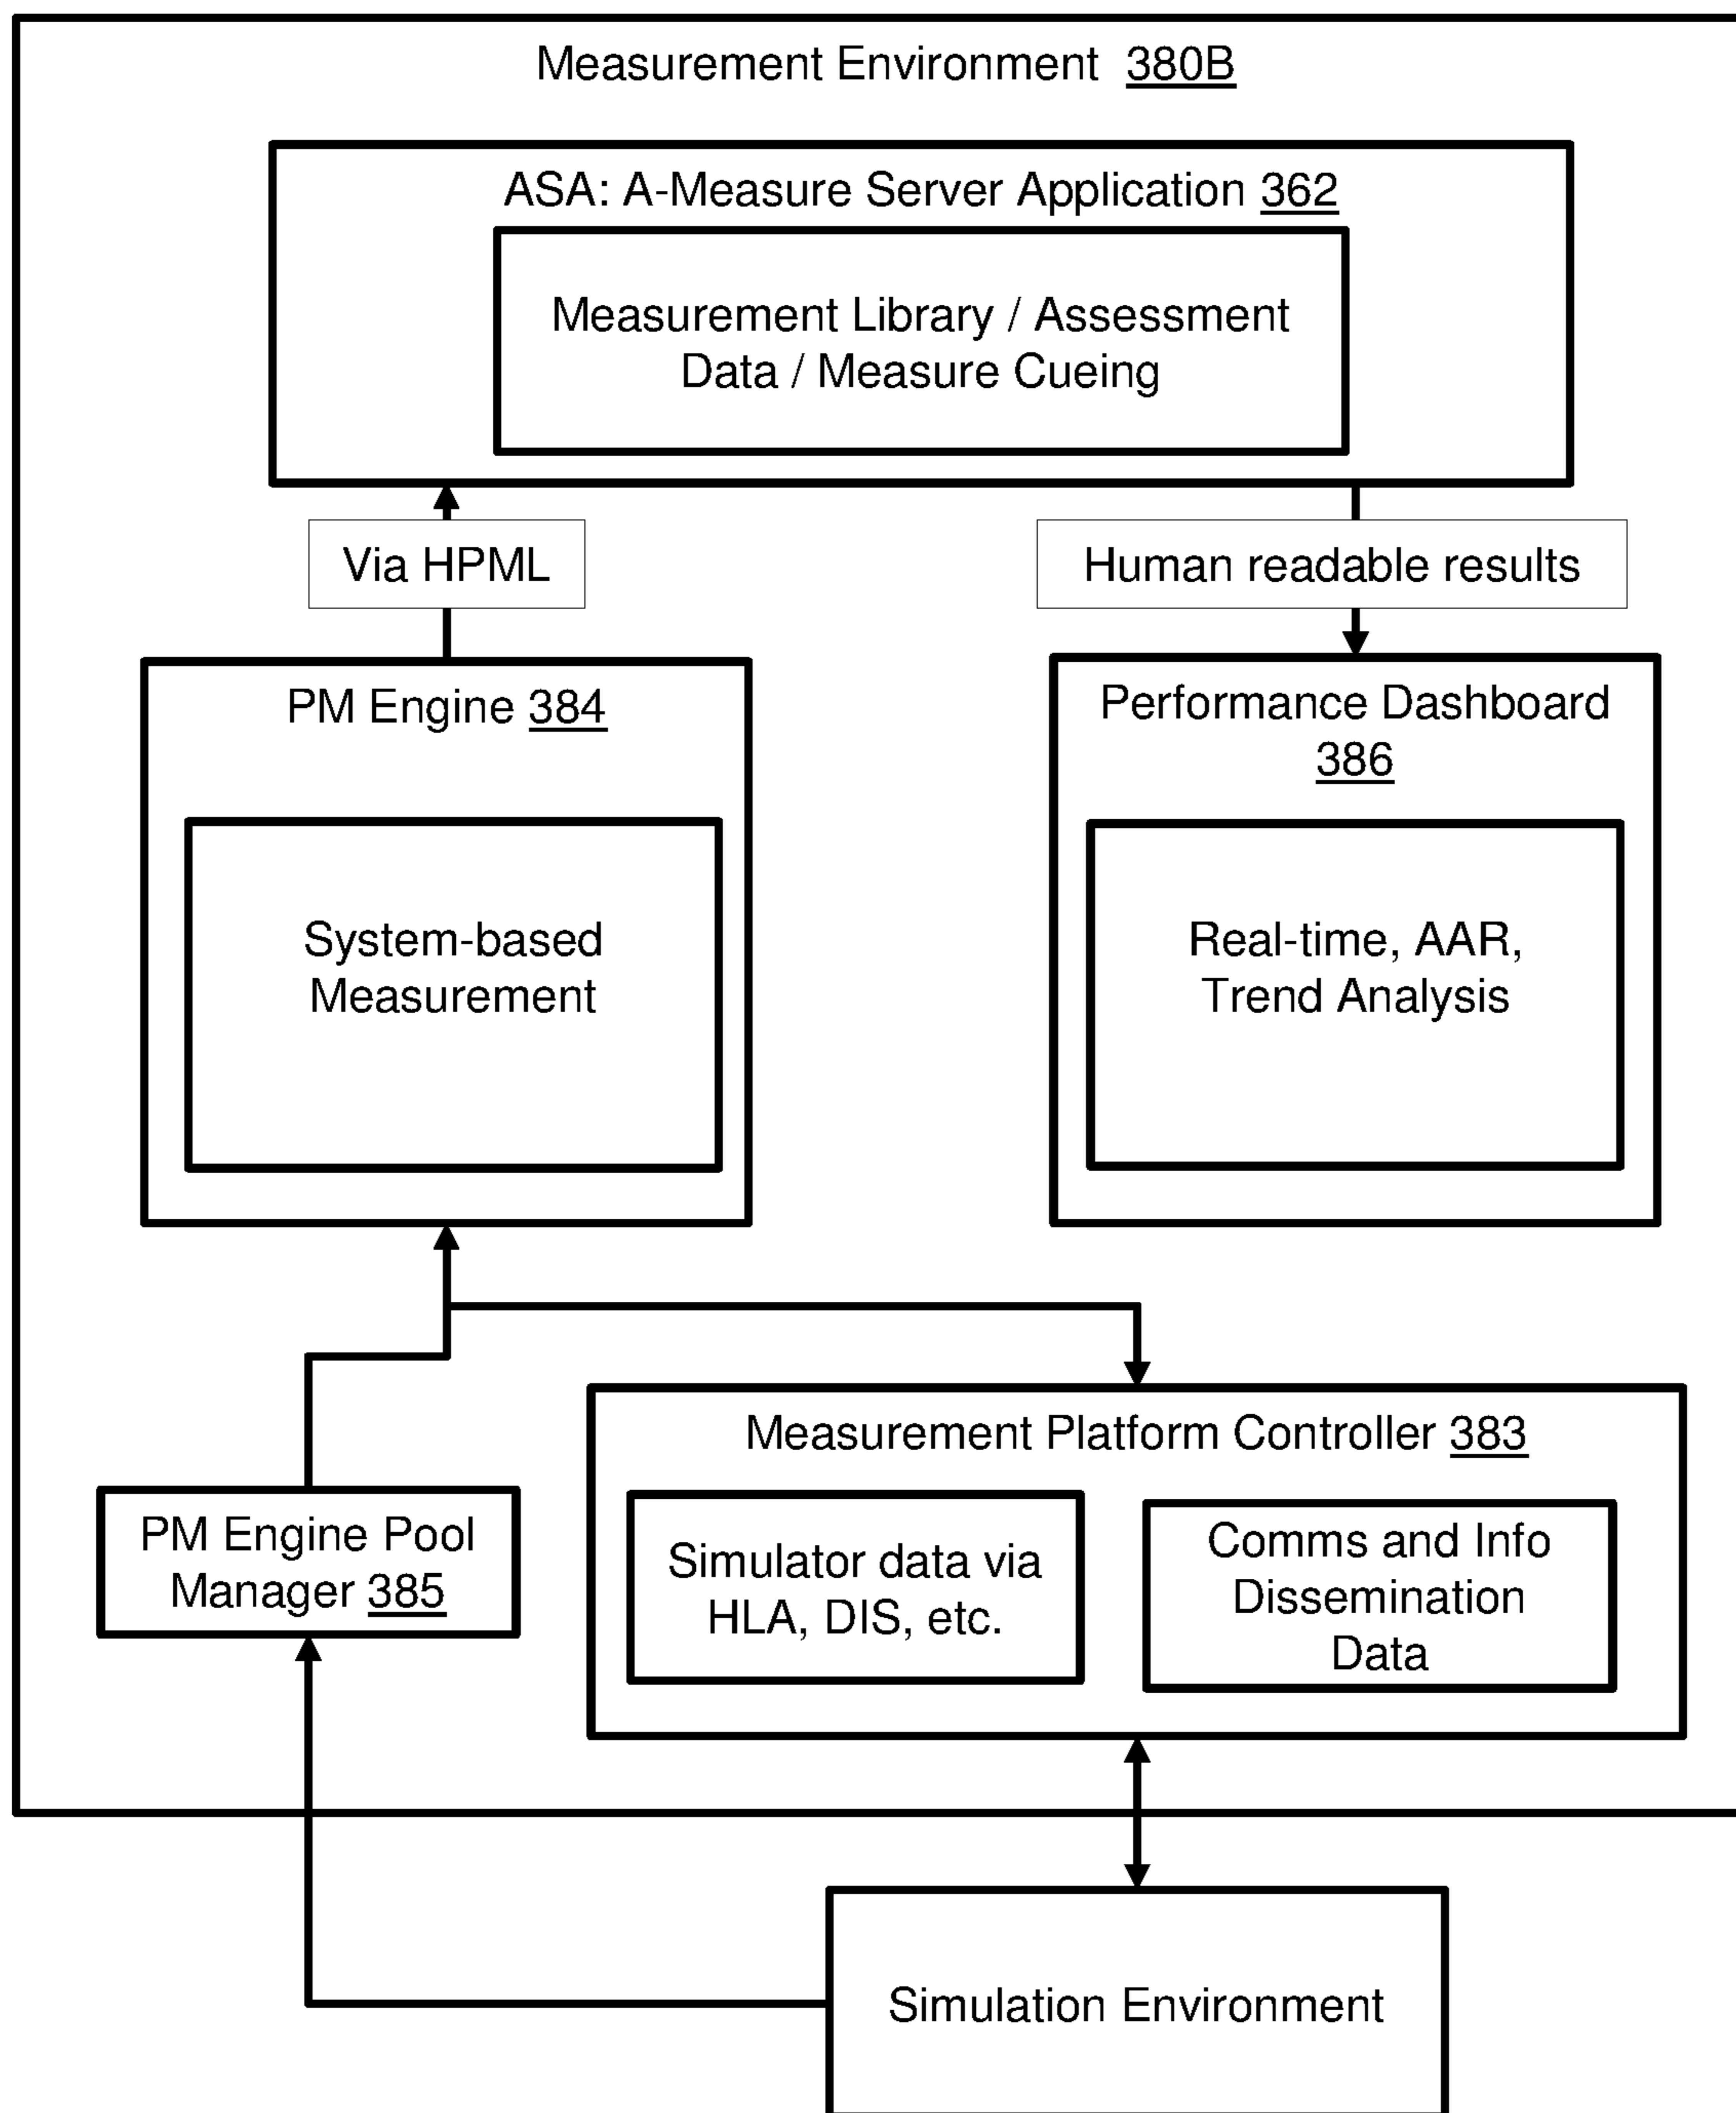 Measurement Environment 380B
ASA: A-Measure Server Application 362
Measurement Library / Assessment
Data / Measure Cueing
Via HPML
Human readable results
PM Engine 384
System-based
Measurement
Performance Dashboard
386
Real-time, AAR,
Trend Analysis
PM Engine Pool
Manager 385
Measurement Platform Controller 383
Simulator data via
HLA, DIS, etc.
Comms and Info
Dissemination
Data
Simulation Environment